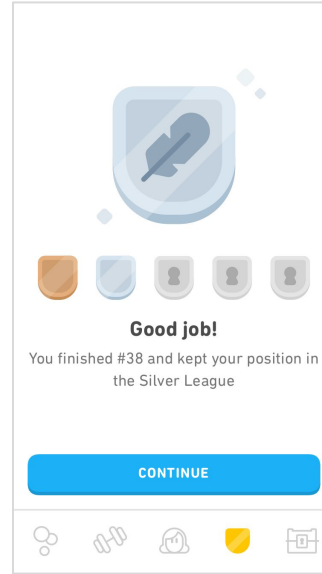 Good job!
You finished #38 and kept your position in
the Silver League
CONTINUE